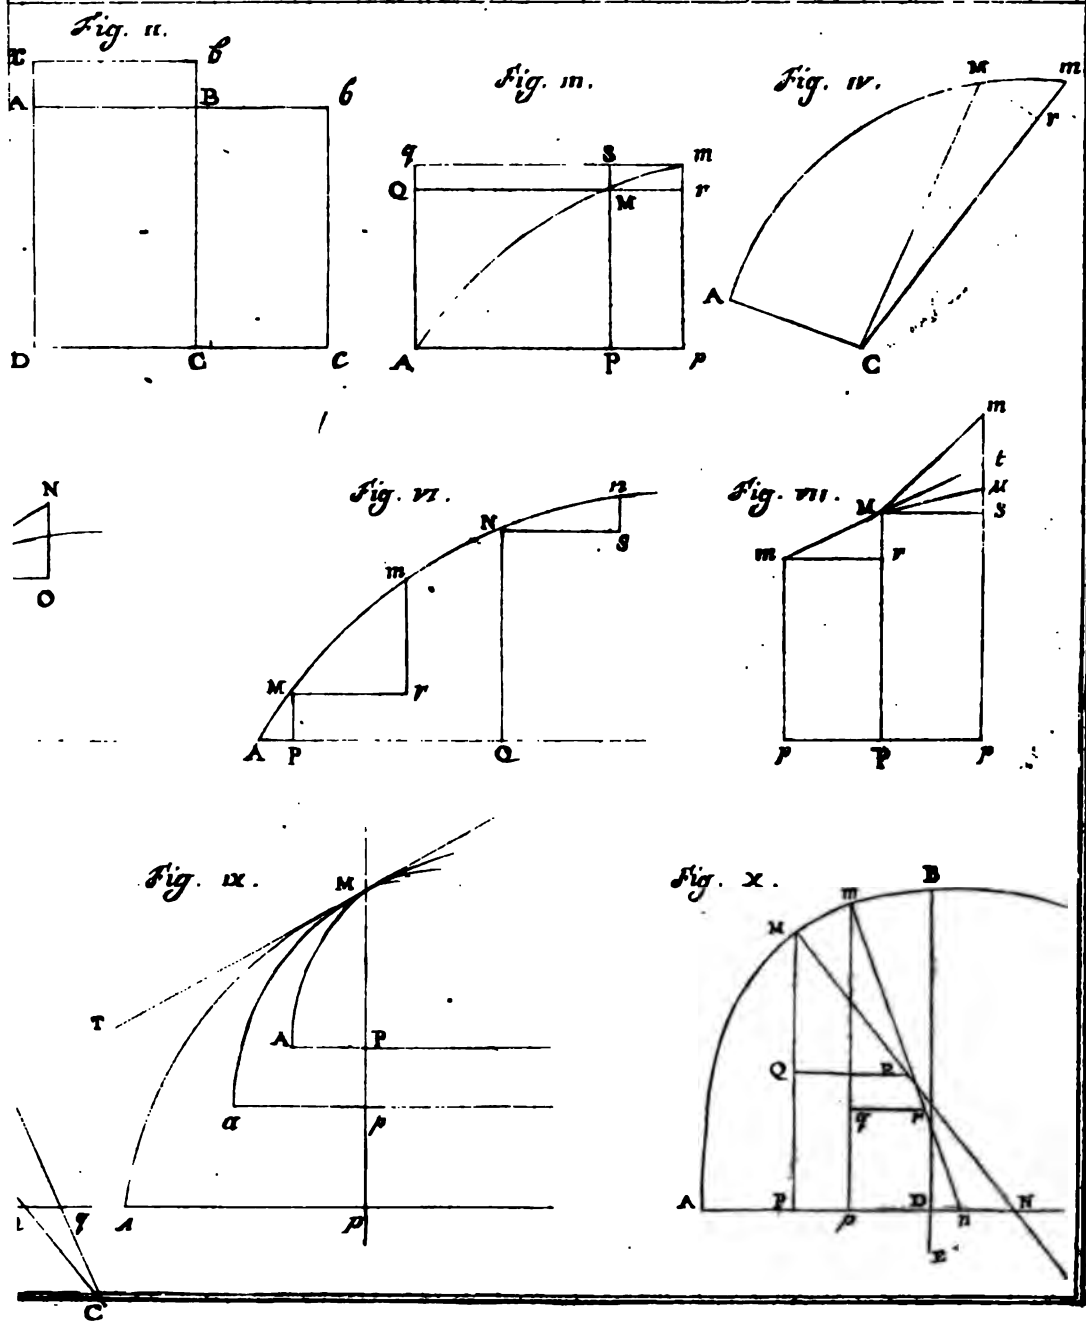 Fig. II.
x b
A B b
D C c
Fig. III.
q S m
Q M r
A P p
Fig. IV.
M m
r
A
C
N
O
Fig. VI.
n
N
s
m
M r
A P Q
Fig. VII.
m
t
M μ
s
m r
p P p
Fig. IX.
M
T
A P
a p
q A p
C
Fig. X.
B
m
M
Q R
q r
A P p D n N
E